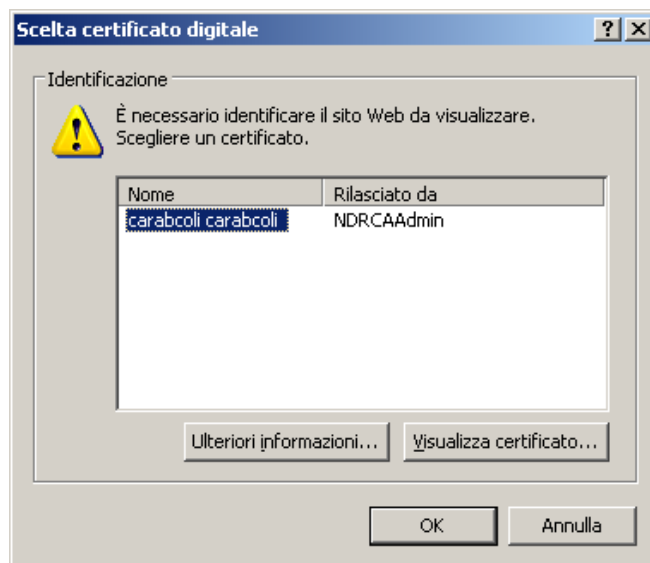 Scelta certificato digitale
Identificazione
È necessario identificare il sito Web da visualizzare.
Scegliere un certificato.
Nome Rilasciato da
carabcoli carabcoli NDRCAAdmin
Ulteriori informazioni... Visualizza certificato...
OK Annulla